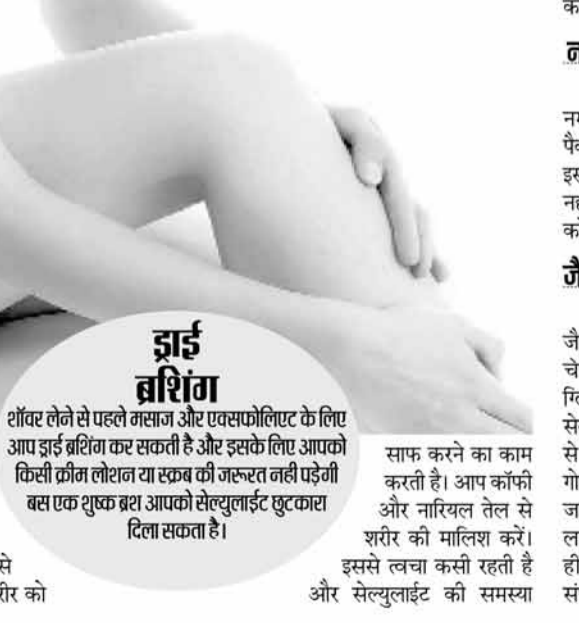 ड्राई
ब्रशिंग
शॉवर लेने से पहले मसाज और एक्सफोलिएट के लिए
आप ड्राई ब्रशिंग कर सकती है और इसके लिए आपको
किसी क्रीम लोशन या स्क्रब की जरूरत नही पड़ेगी
बस एक शुष्क ब्रश आपको सेल्युलाईट छुटकारा
दिला सकता है।
से
रीर को
साफ करने का काम
करती है। आप कॉफी
और नारियल तेल से
शरीर की मालिश करें।
इससे त्वचा कसी रहती है
और सेल्युलाईट की समस्या